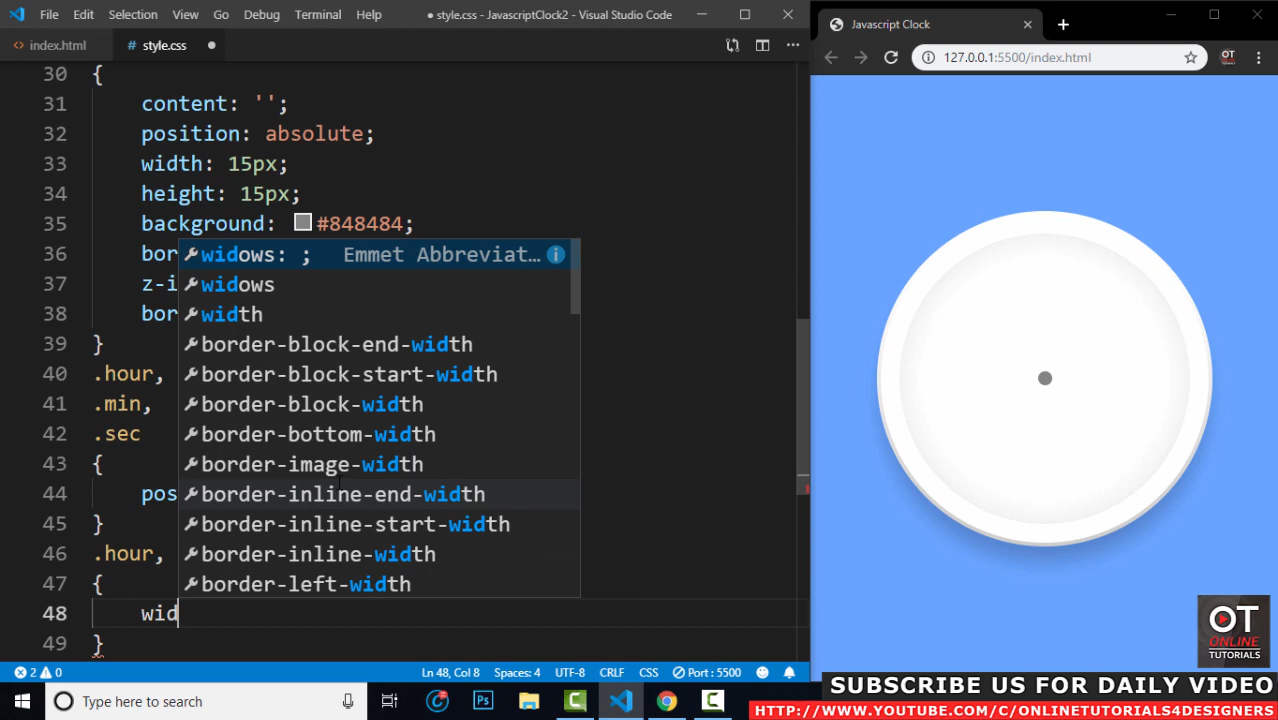 File Edit Selection View Go Debug Terminal Help ● style.css - JavascriptClock2 - Visual Studio Code
index.html # style.css
30 {
31 content: '';
32 position: absolute;
33 width: 15px;
34 height: 15px;
35 background: #848484;
36 bor
37 z-i
38 bor
39 }
40 .hour,
41 .min,
42 .sec
43 {
44 pos
45 }
46 .hour,
47 {
48 wid
49 }
widows: ; Emmet Abbreviat...
widows
width
border-block-end-width
border-block-start-width
border-block-width
border-bottom-width
border-image-width
border-inline-end-width
border-inline-start-width
border-inline-width
border-left-width
2 0 Ln 48, Col 8 Spaces: 4 UTF-8 CRLF CSS Port : 5500
Type here to search
Javascript Clock
127.0.0.1:5500/index.html
OT
OT
ONLINE
TUTORIALS
SUBSCRIBE US FOR DAILY VIDEO
HTTP://WWW.YOUTUBE.COM/C/ONLINETUTORIALS4DESIGNERS